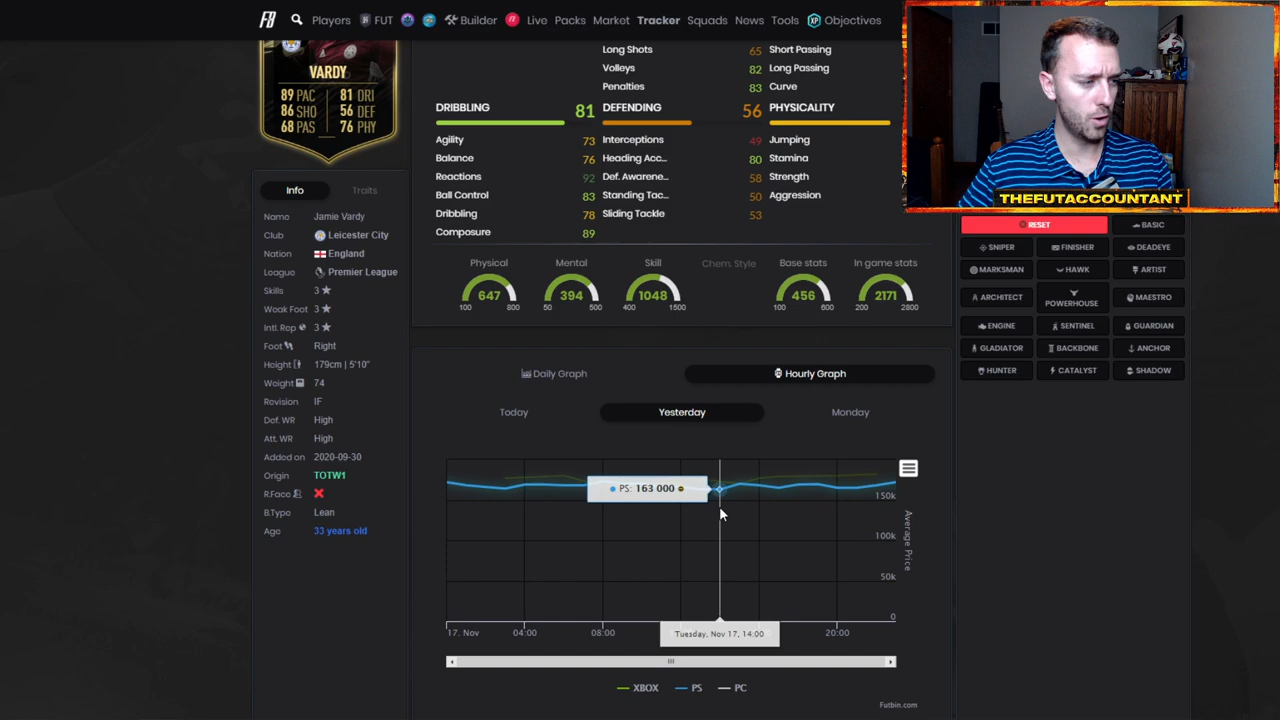 Players FUT Builder Live Packs Market Tracker Squads News Tools XP Objectives
VARDY
89 PAC 81 DRI
86 SHO 56 DEF
68 PAS 76 PHY
Long Shots 65 Short Passing
Volleys 82 Long Passing
Penalties 83 Curve
DRIBBLING 81 DEFENDING 56 PHYSICALITY
Agility 73 Interceptions 49 Jumping
Balance 76 Heading Acc... 80 Stamina
Reactions 92 Def. Awarene... 58 Strength
Ball Control 83 Standing Tac... 50 Aggression
Dribbling 78 Sliding Tackle 53
Composure 89
Physical Mental Skill Chem. Style Base stats In game stats
647 394 1048 456 2171
100 800 50 500 400 1500 100 600 200 2800
Info Traits
Name Jamie Vardy
Club Leicester City
Nation England
League Premier League
Skills 3
Weak Foot 3
Intl. Rep 3
Foot Right
Height 179cm | 5'10"
Weight 74
Revision IF
Def. WR High
Att. WR High
Added on 2020-09-30
Origin TOTW1
R.Face
B.Type Lean
Age 33 years old
Daily Graph Hourly Graph
Today Yesterday Monday
PS: 163 000
150k
100k
50k
0
Average Price
17. Nov 04:00 08:00 20:00
Tuesday, Nov 17, 14:00
XBOX PS PC
Futbin.com
THEFUTACCOUNTANT
RESET BASIC
SNIPER FINISHER DEADEYE
MARKSMAN HAWK ARTIST
ARCHITECT POWERHOUSE MAESTRO
ENGINE SENTINEL GUARDIAN
GLADIATOR BACKBONE ANCHOR
HUNTER CATALYST SHADOW